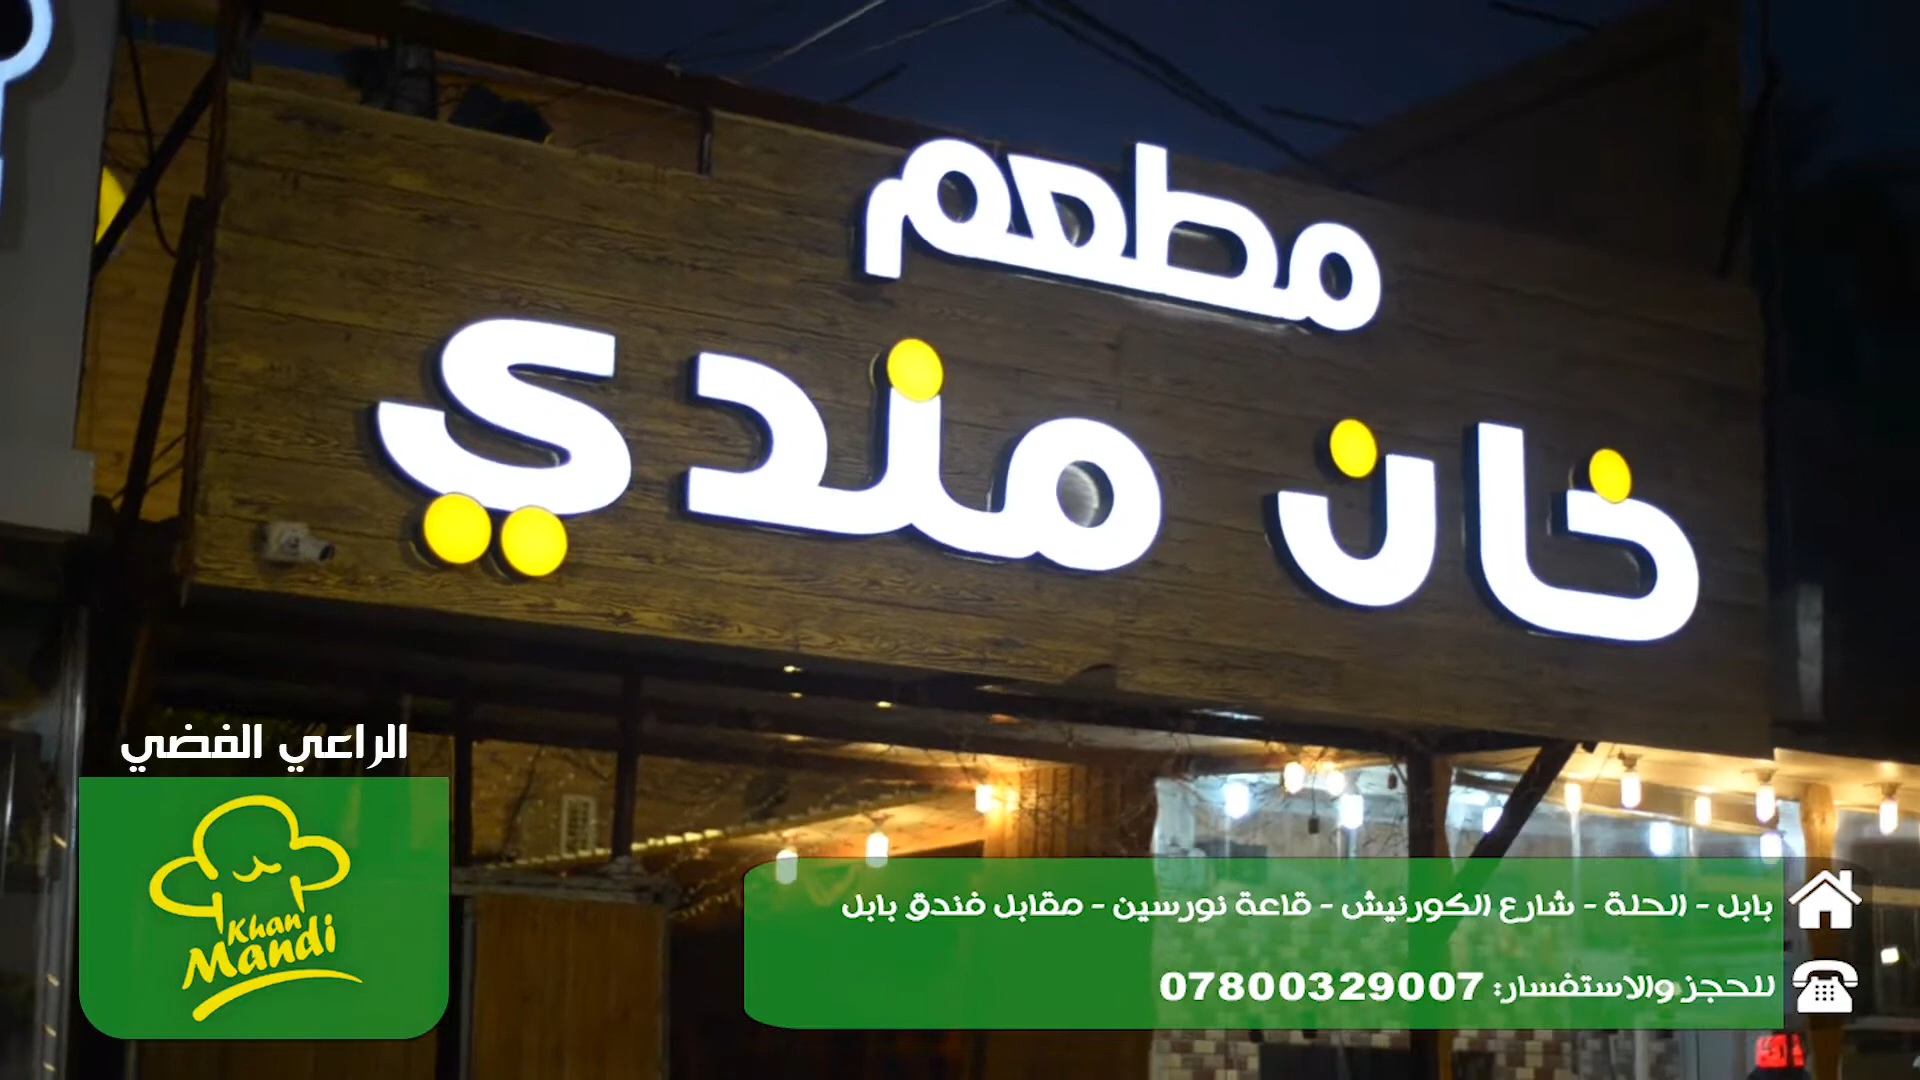 مطعم
خان مندي
الراعي الفضي
Khan
Mandi
بابل - الحلة - شارع الكورنيش - قاعة نورسين - مقابل فندق بابل
للحجز والاستفسار: 07800329007